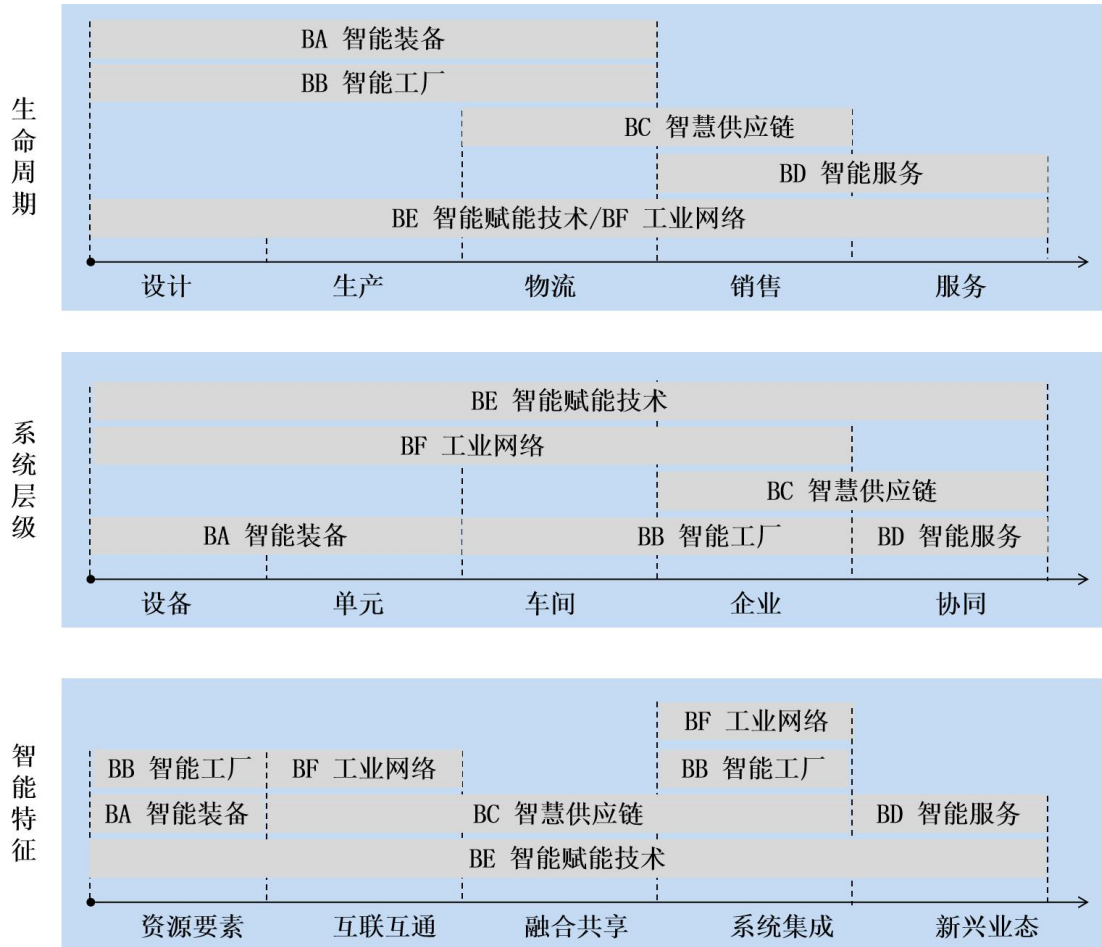 生命周期
BA 智能装备
BB 智能工厂
BC 智慧供应链
BD 智能服务
BE 智能赋能技术/BF 工业网络
设计 生产 物流 销售 服务
系统层级
BE 智能赋能技术
BF 工业网络
BC 智慧供应链
BA 智能装备 BB 智能工厂 BD 智能服务
设备 单元 车间 企业 协同
智能特征
BF 工业网络
BB 智能工厂 BF 工业网络 BB 智能工厂
BA 智能装备 BC 智慧供应链 BD 智能服务
BE 智能赋能技术
资源要素 互联互通 融合共享 系统集成 新兴业态